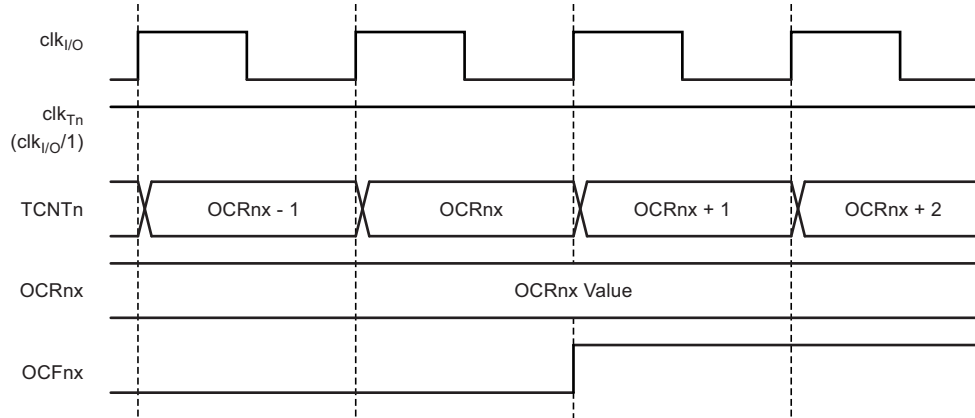 clkI/O
clkTn
(clkI/O/1)
TCNTn OCRnx - 1 OCRnx OCRnx + 1 OCRnx + 2
OCRnx OCRnx Value
OCFnx